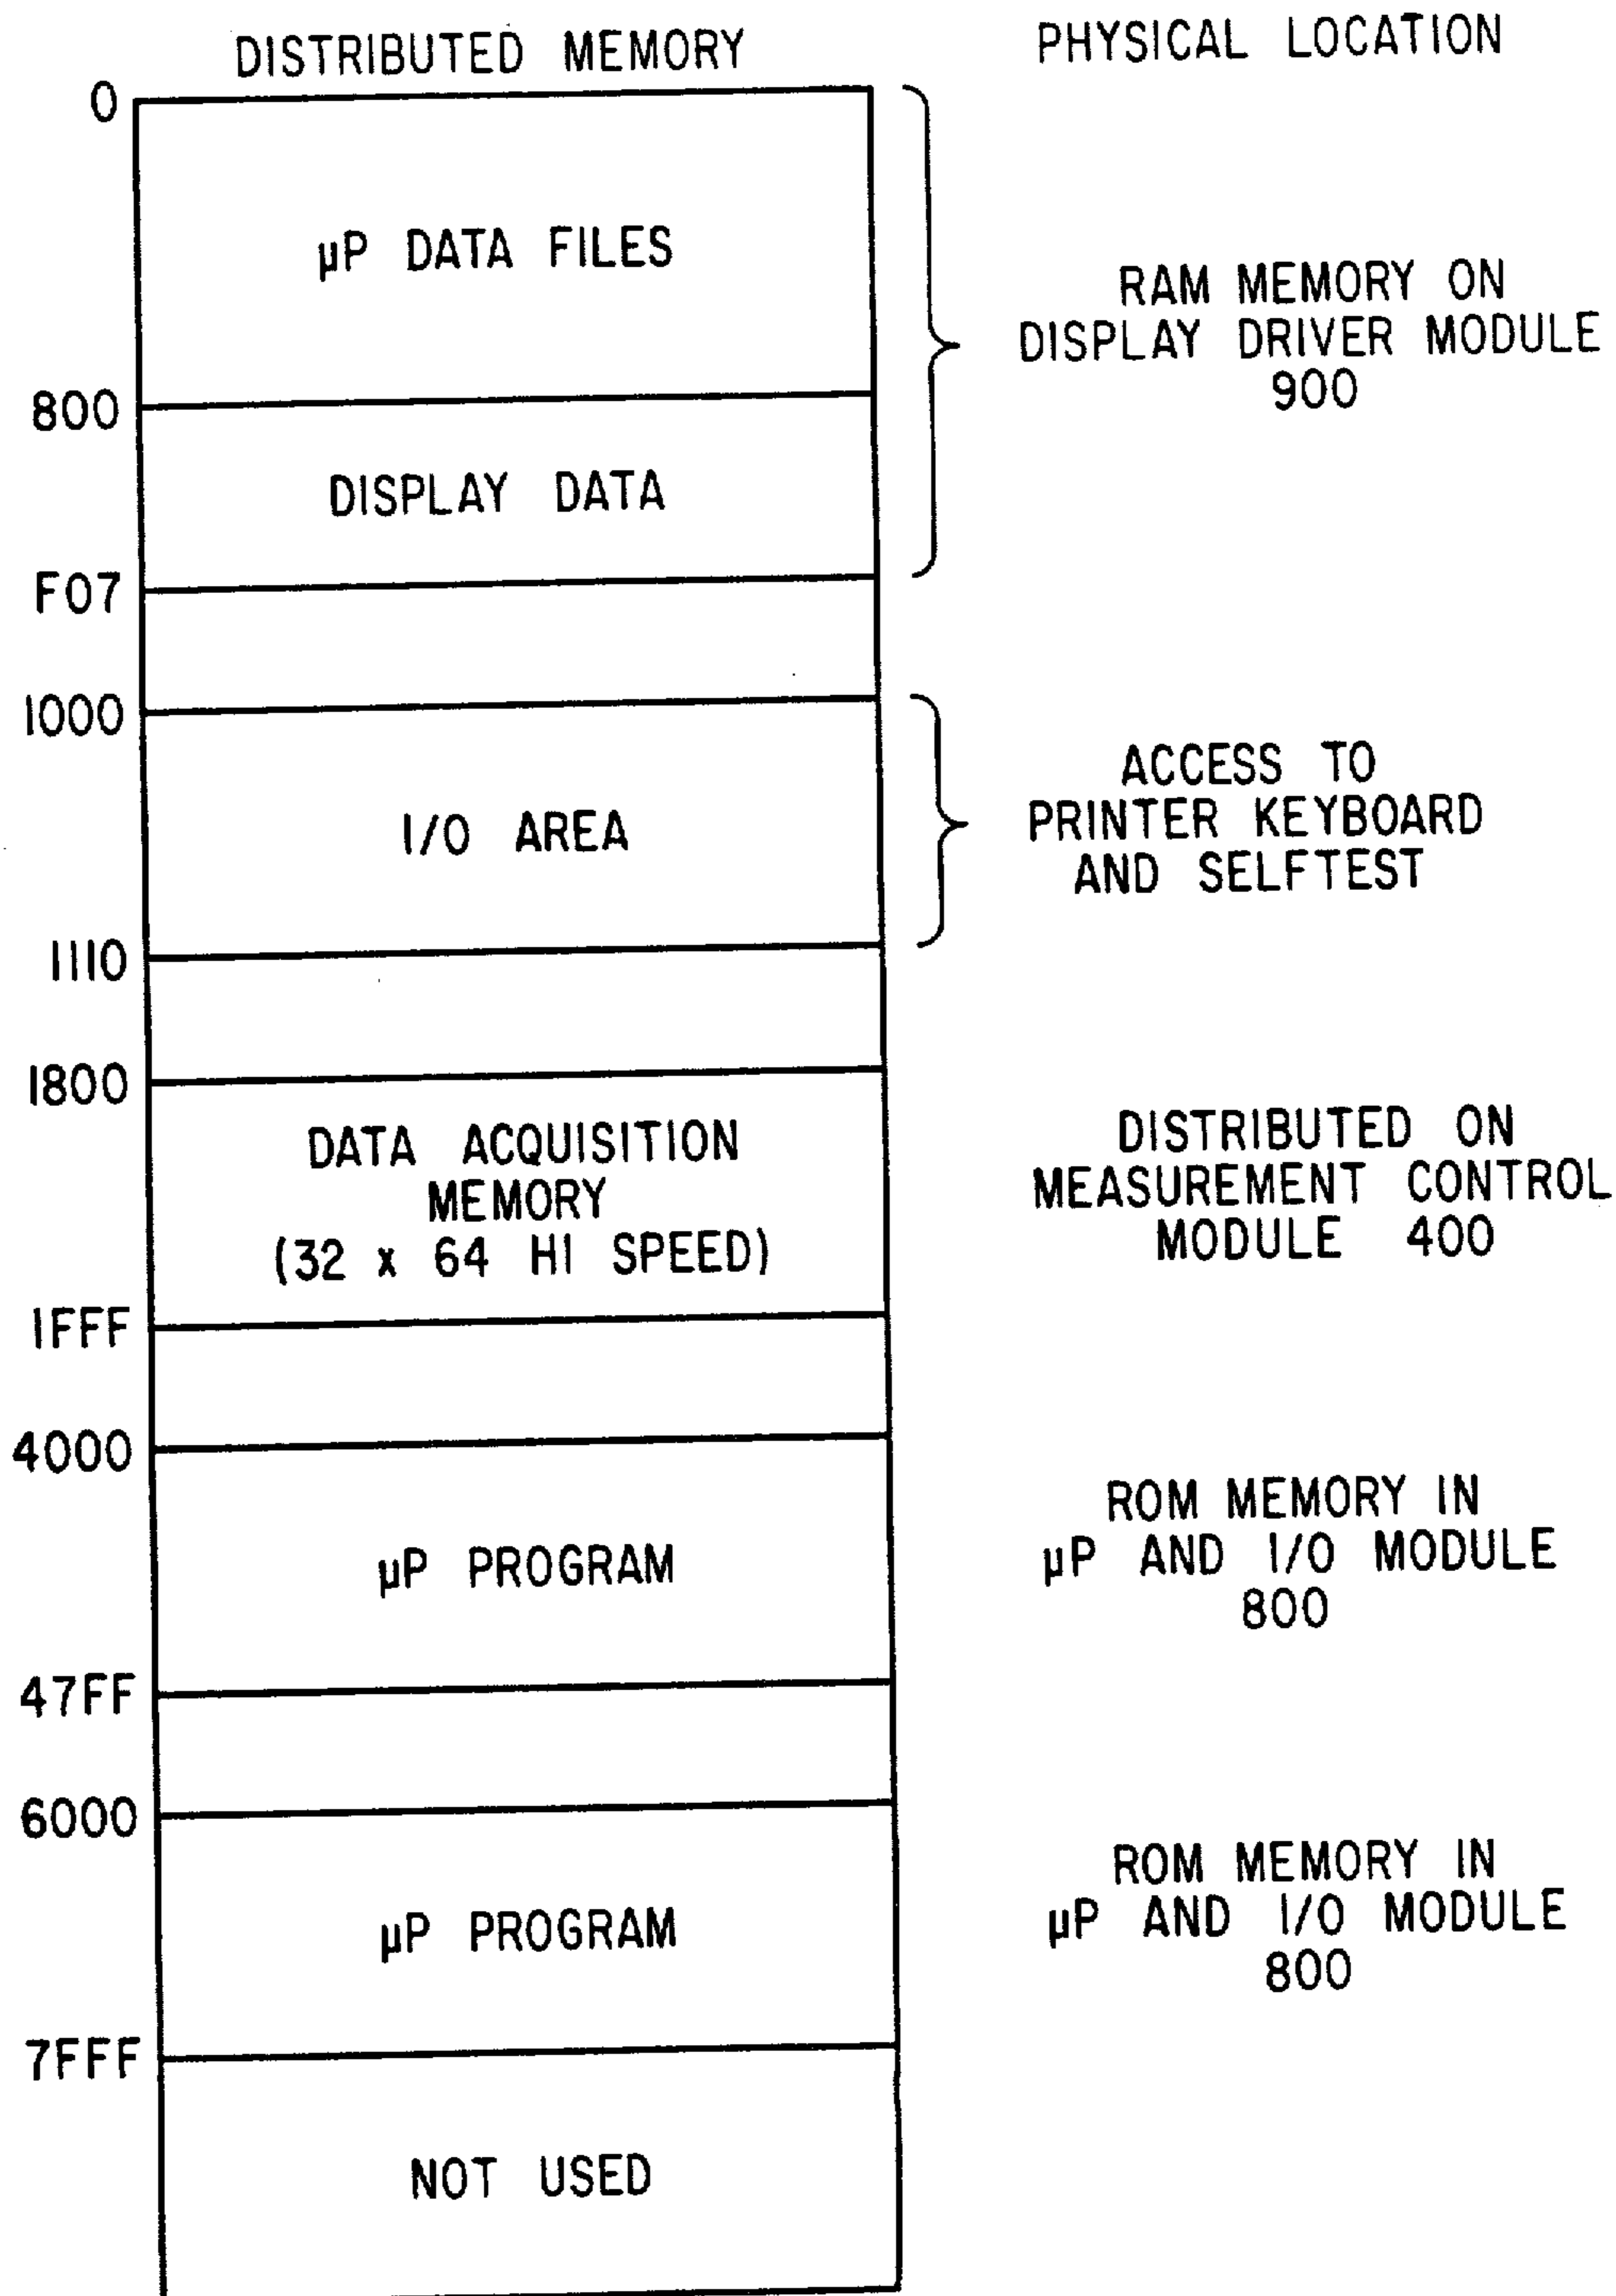 DISTRIBUTED MEMORY
PHYSICAL LOCATION
0
µP DATA FILES
RAM MEMORY ON
DISPLAY DRIVER MODULE
900
800
DISPLAY DATA
F07
1000
I/O AREA
ACCESS TO
PRINTER KEYBOARD
AND SELFTEST
1110
1800
DATA ACQUISITION
MEMORY
(32 x 64 HI SPEED)
DISTRIBUTED ON
MEASUREMENT CONTROL
MODULE 400
1FFF
4000
µP PROGRAM
ROM MEMORY IN
µP AND I/O MODULE
800
47FF
6000
µP PROGRAM
ROM MEMORY IN
µP AND I/O MODULE
800
7FFF
NOT USED